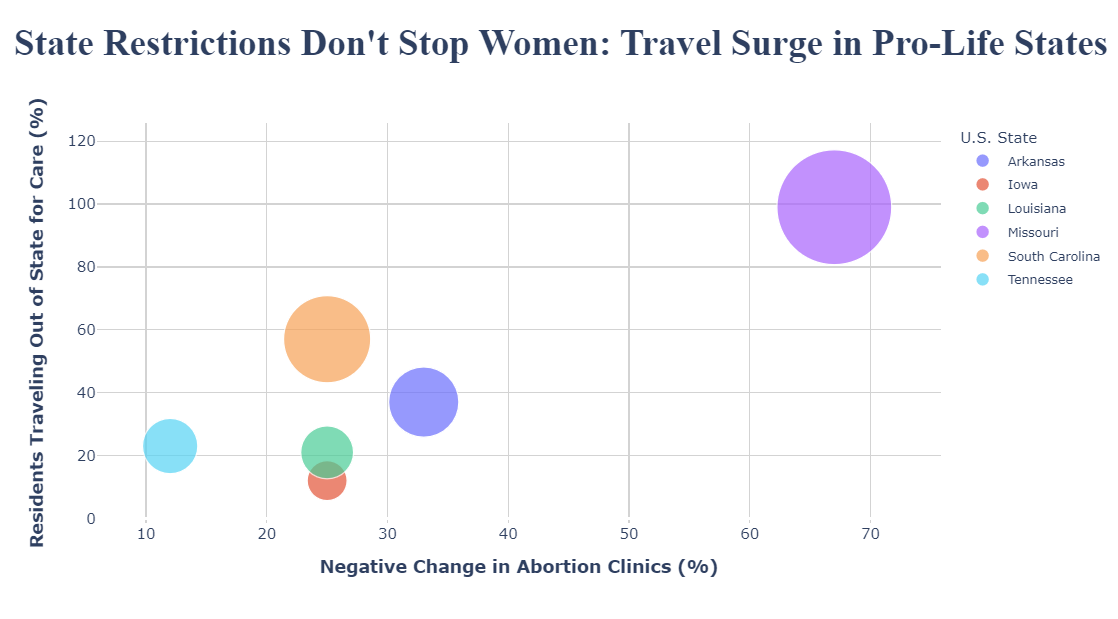 State Restrictions Don't Stop Women: Travel Surge in Pro-Life States
Residents Traveling Out of State for Care (%)
120
100
80
60
40
20
0
10 20 30 40 50 60 70
Negative Change in Abortion Clinics (%)
U.S. State
Arkansas
Iowa
Louisiana
Missouri
South Carolina
Tennessee